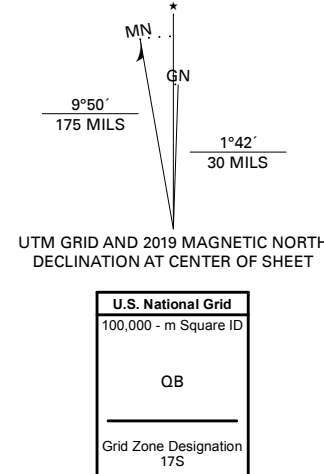 ★
MN
GN
9°50´
175 MILS
1°42´
30 MILS
UTM GRID AND 2019 MAGNETIC NORTH
DECLINATION AT CENTER OF SHEET
U.S. National Grid
100,000 - m Square ID
QB
Grid Zone Designation
17S